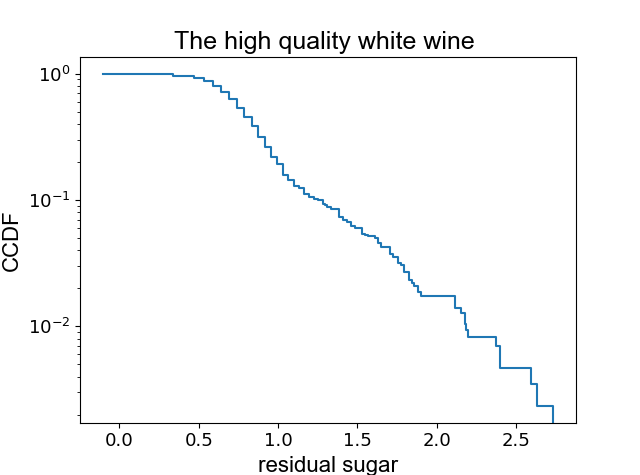 The high quality white wine
CCDF
10⁰
10⁻¹
10⁻²
0.0 0.5 1.0 1.5 2.0 2.5
residual sugar